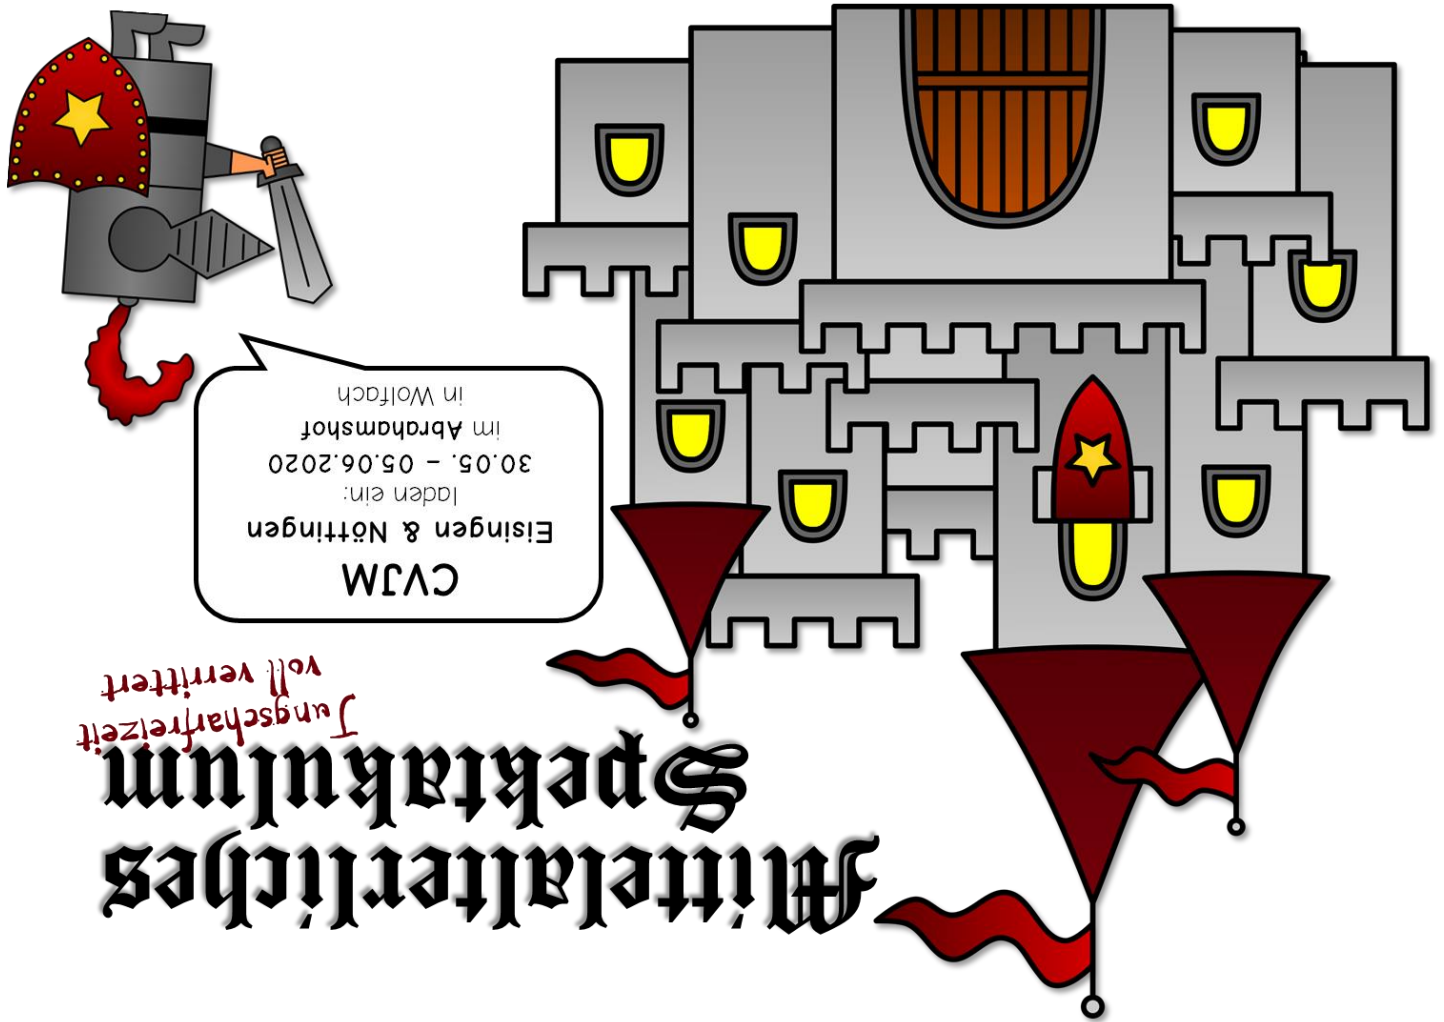 Mittelalterliches
Spektakulum
Jungscharfreizeit
voll verrittert
CVJM
Eisingen & Nöttingen
laden ein:
30.05. – 05.06.2020
im Abrahamshof
in Wolfach